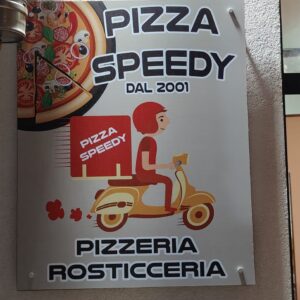 PIZZA
SPEEDY
DAL 2001
PIZZA
SPEEDY
PIZZERIA
ROSTICCERIA